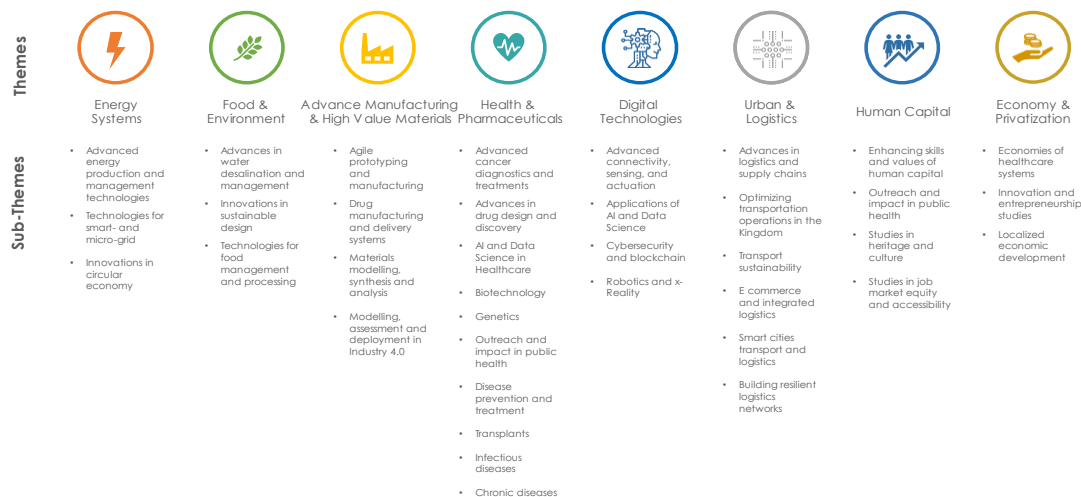 Themes
Energy
Systems
Food &
Environment
Advance Manufacturing
& High Value Materials
Health &
Pharmaceuticals
Digital
Technologies
Urban &
Logistics
Human Capital
Economy &
Privatization
Sub-Themes
• Advanced
energy
production and
management
technologies
• Technologies for
smart- and
micro-grid
• Innovations in
circular
economy
• Advances in
water
desalination and
management
• Innovations in
sustainable
design
• Technologies for
food
management
and processing
• Agile
prototyping
and
manufacturing
• Drug
manufacturing
and delivery
systems
• Materials
modelling,
synthesis and
analysis
• Modelling,
assessment and
deployment in
Industry 4.0
• Advanced
cancer
diagnostics and
treatments
• Advances in
drug design and
discovery
• AI and Data
Science in
Healthcare
• Biotechnology
• Genetics
• Outreach and
impact in public
health
• Disease
prevention and
treatment
• Transplants
• Infectious
diseases
• Chronic diseases
• Advanced
connectivity,
sensing, and
actuation
• Applications of
AI and Data
Science
• Cybersecurity
and blockchain
• Robotics and x-
Reality
• Advances in
logistics and
supply chains
• Optimizing
transportation
operations in the
Kingdom
• Transport
sustainability
• E commerce
and integrated
logistics
• Smart cities
transport and
logistics
• Building resilient
logistics
networks
• Enhancing skills
and values of
human capital
• Outreach and
impact in public
health
• Studies in
heritage and
culture
• Studies in job
market equity
and accessibility
• Economies of
healthcare
systems
• Innovation and
entrepreneurship
studies
• Localized
economic
development